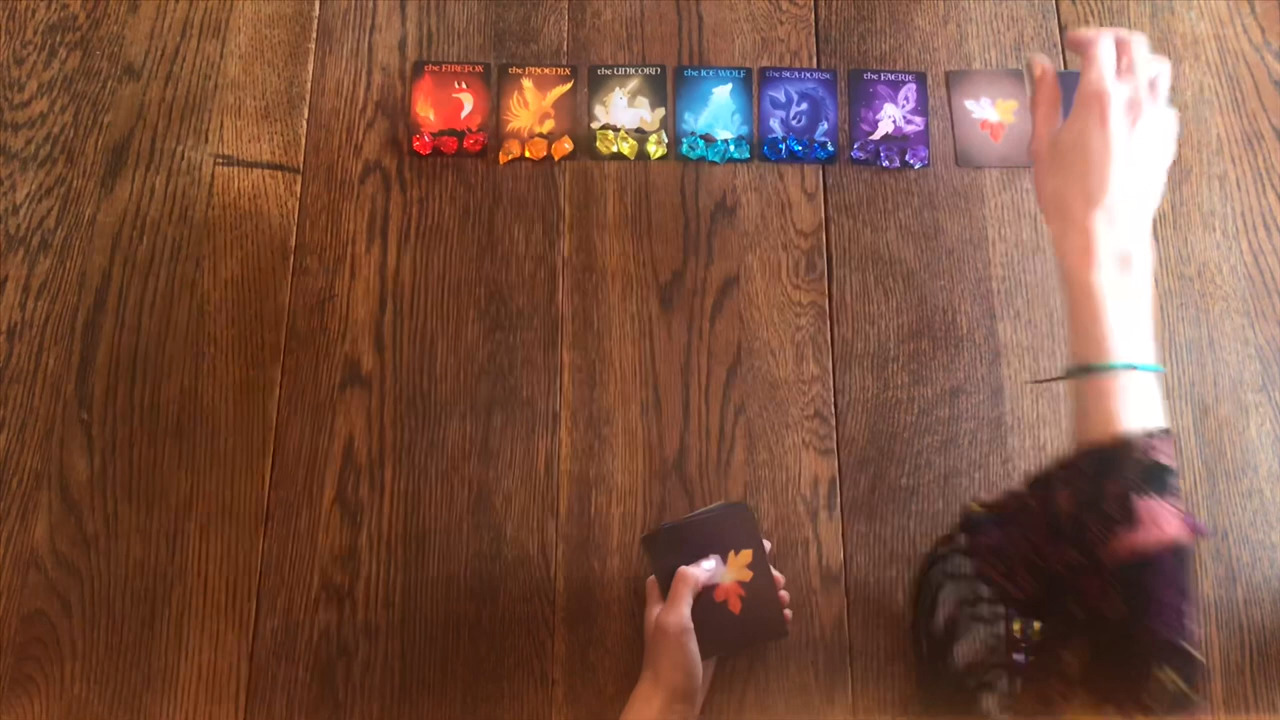 the FIREFOX
the PHOENIX
the UNICORN
the ICE WOLF
the SEA-HORSE
the FAERIE